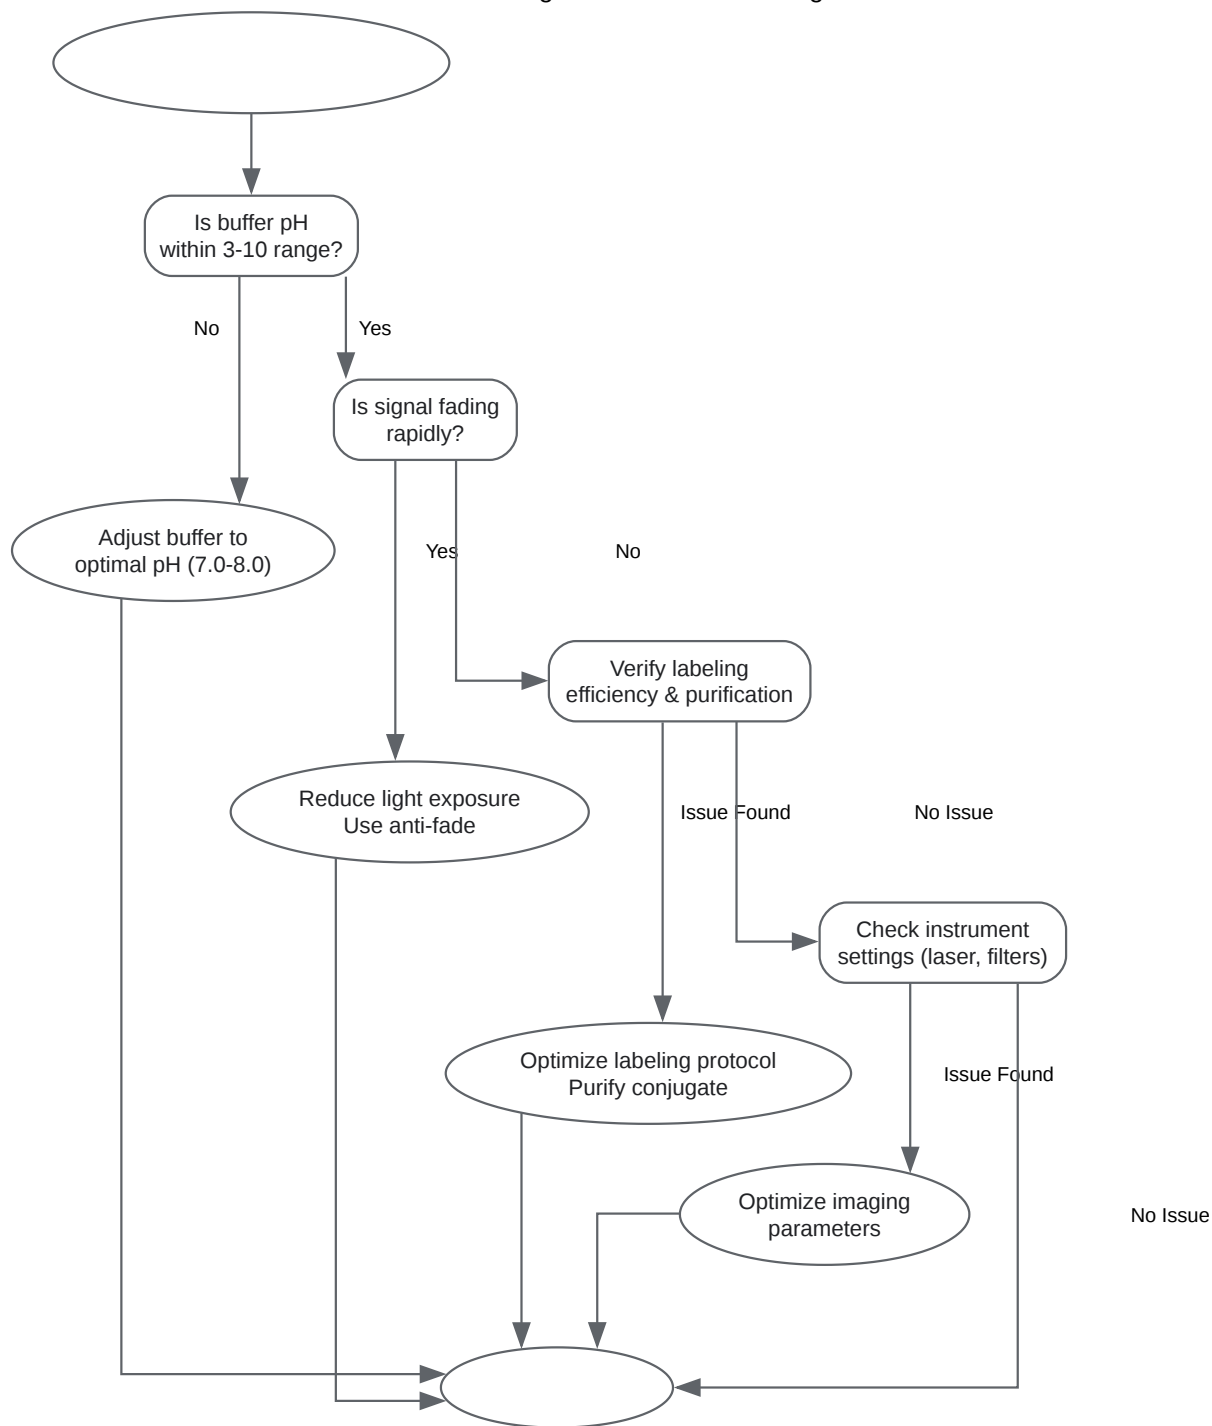 Is buffer pH
within 3-10 range?
No
Yes
Is signal fading
rapidly?
Adjust buffer to
optimal pH (7.0-8.0)
Yes
No
Verify labeling
efficiency & purification
Reduce light exposure
Use anti-fade
Issue Found
No Issue
Check instrument
settings (laser, filters)
Optimize labeling protocol
Purify conjugate
Issue Found
Optimize imaging
parameters
No Issue